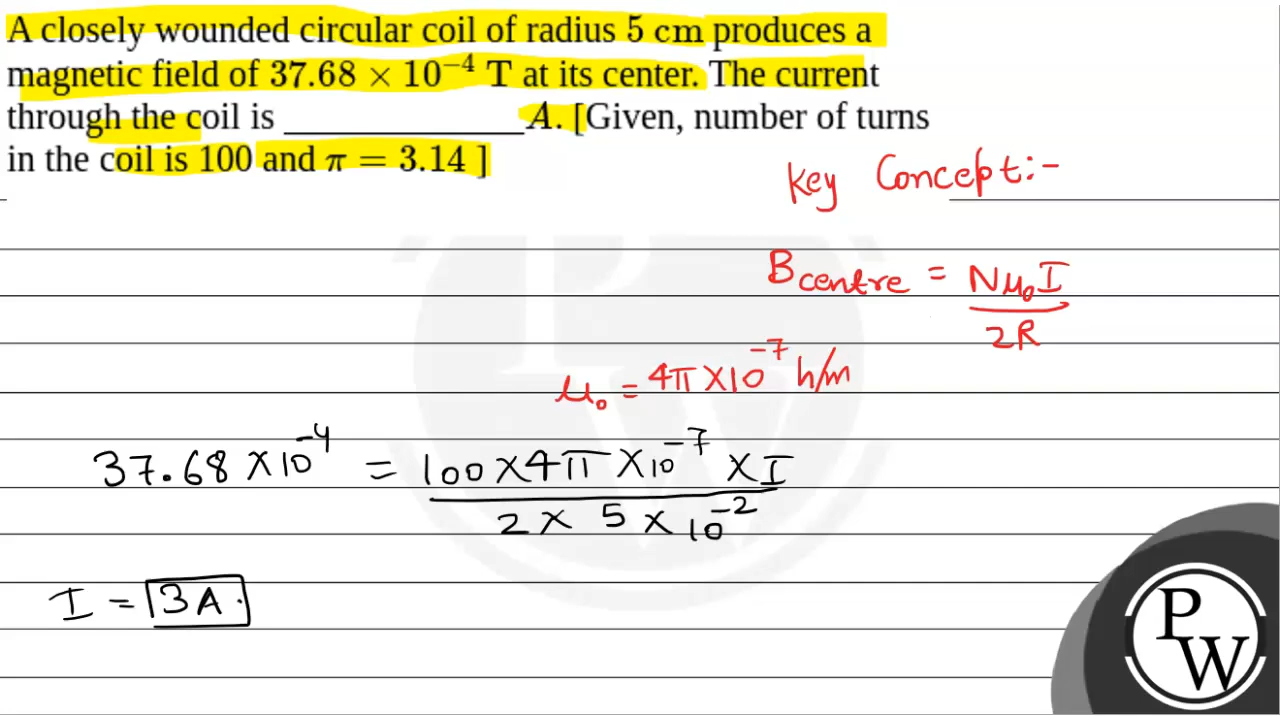 A closely wounded circular coil of radius 5 cm produces a
magnetic field of 37.68 × 10⁻⁴ T at its center. The current
through the coil is ____________ A. [Given, number of turns
in the coil is 100 and π = 3.14 ]
Key Concept:-
B centre = Nμ₀I / 2R
μ₀ = 4π×10⁻⁷ h/m
37.68 ×10⁻⁴ = 100×4π×10⁻⁷ × I / 2 × 5 × 10⁻²
I = 3A.
PW
PW